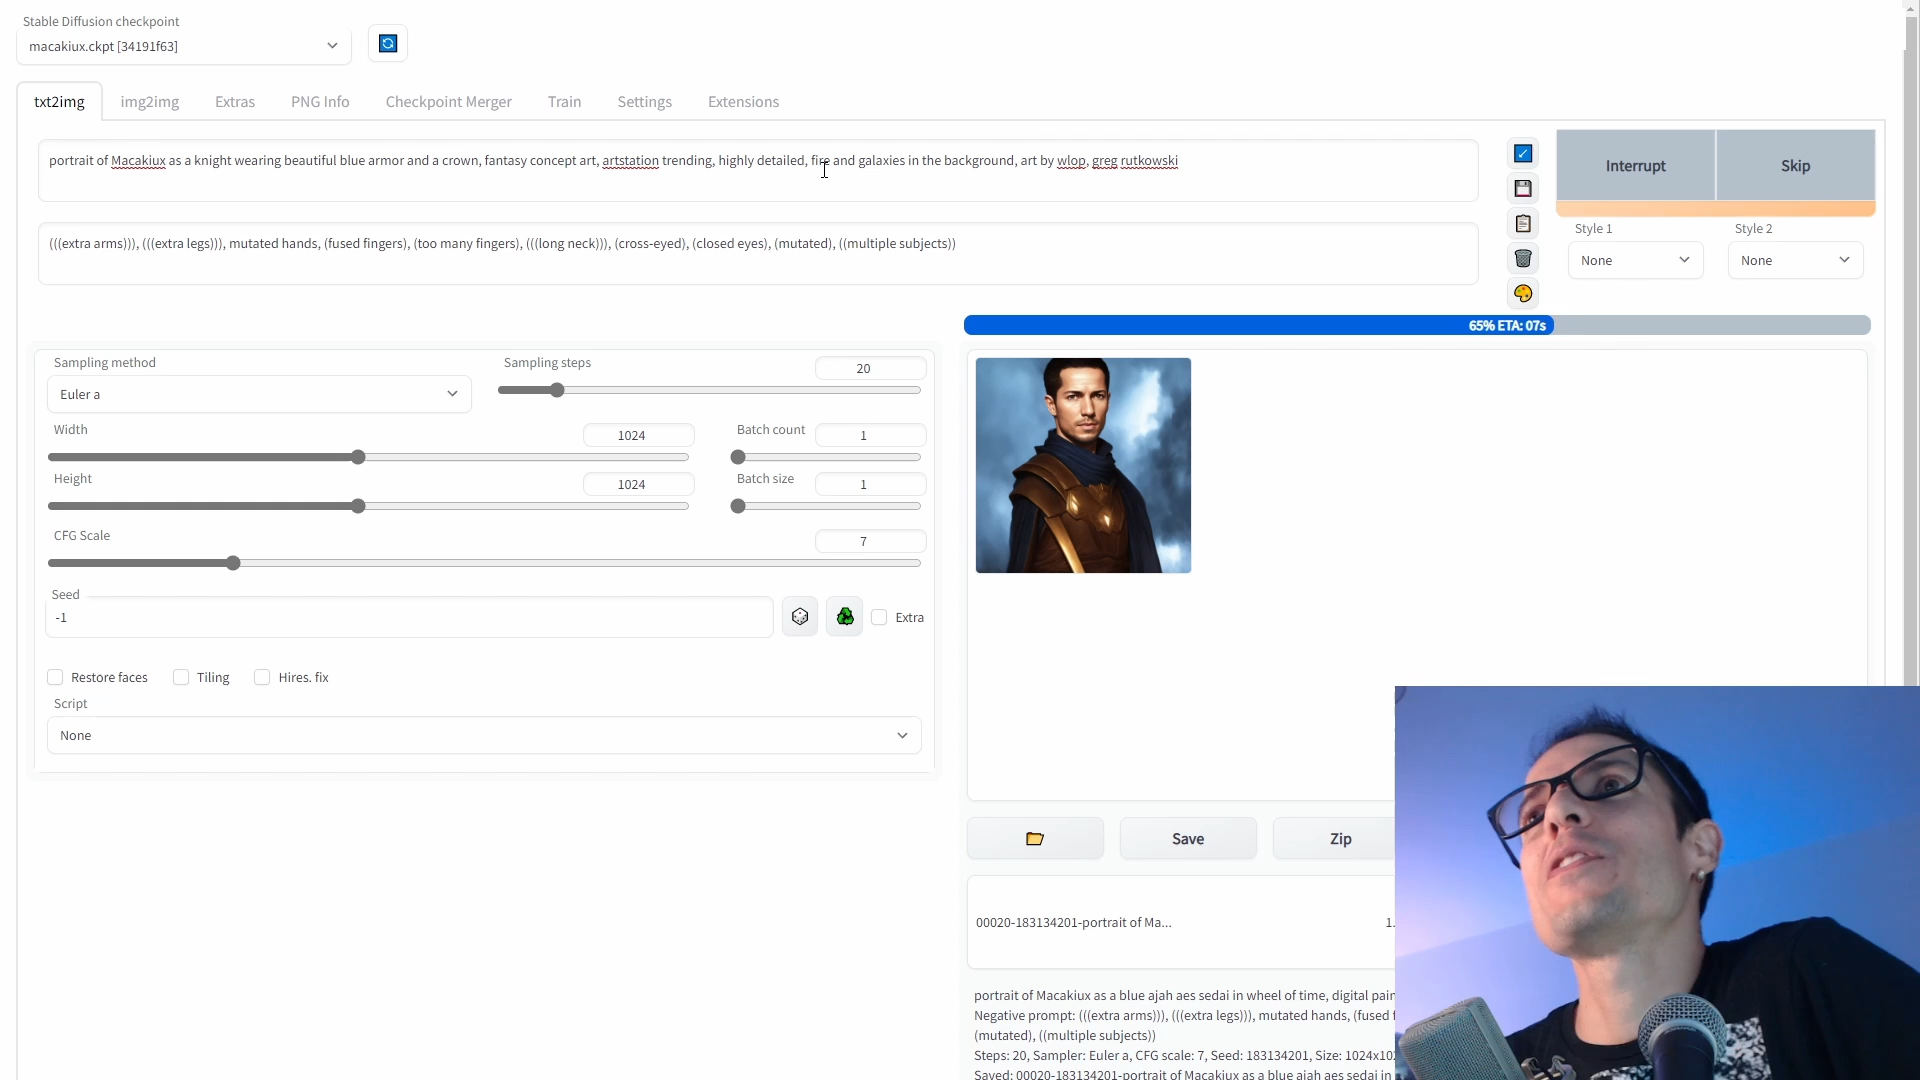 Stable Diffusion checkpoint
macakiux.ckpt [34191f63]
txt2img img2img Extras PNG Info Checkpoint Merger Train Settings Extensions
portrait of Macakiux as a knight wearing beautiful blue armor and a crown, fantasy concept art, artstation trending, highly detailed, fire and galaxies in the background, art by wlop, greg rutkowski
Interrupt Skip
(((extra arms))), (((extra legs))), mutated hands, (fused fingers), (too many fingers), (((long neck))), (cross-eyed), (closed eyes), (mutated), ((multiple subjects))
Style 1 Style 2
None None
65% ETA: 07s
Sampling method Sampling steps 20
Euler a
Width 1024 Batch count 1
Height 1024 Batch size 1
CFG Scale 7
Seed
-1 Extra
Restore faces Tiling Hires. fix
Script
None
Save Zip
00020-183134201-portrait of Ma... 1.
portrait of Macakiux as a blue ajah aes sedai in wheel of time, digital pain
Negative prompt: (((extra arms))), (((extra legs))), mutated hands, (fused f
(mutated), ((multiple subjects))
Steps: 20, Sampler: Euler a, CFG scale: 7, Seed: 183134201, Size: 1024x102
Saved: 00020-183134201-portrait of Macakiux as a blue ajah aes sedai in